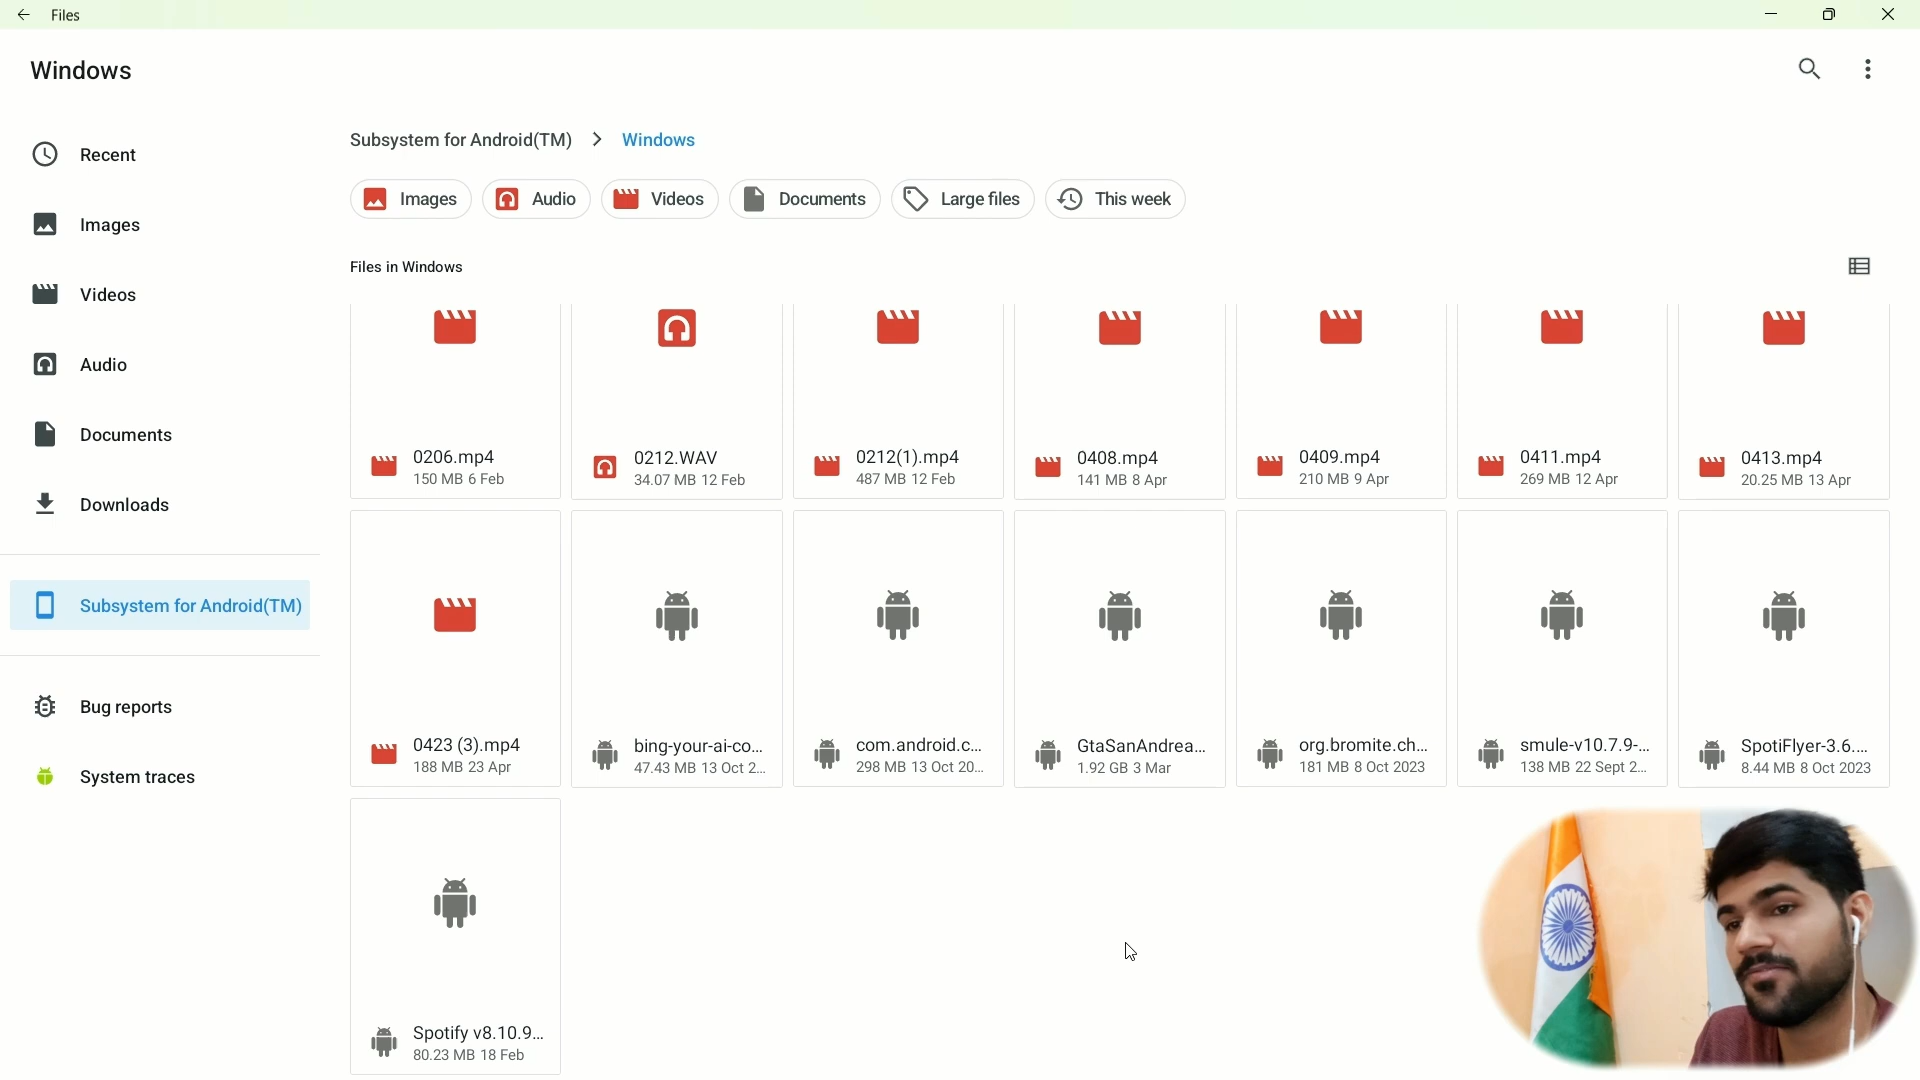 Files
Windows
Recent
Images
Videos
Audio
Documents
Downloads
Subsystem for Android(TM)
Bug reports
System traces
Subsystem for Android(TM) > Windows
Images Audio Videos Documents Large files This week
Files in Windows
0206.mp4
150 MB 6 Feb
0212.WAV
34.07 MB 12 Feb
0212(1).mp4
487 MB 12 Feb
0408.mp4
141 MB 8 Apr
0409.mp4
210 MB 9 Apr
0411.mp4
269 MB 12 Apr
0413.mp4
20.25 MB 13 Apr
0423 (3).mp4
188 MB 23 Apr
bing-your-ai-co...
47.43 MB 13 Oct 2...
com.android.c...
298 MB 13 Oct 20...
GtaSanAndrea...
1.92 GB 3 Mar
org.bromite.ch...
181 MB 8 Oct 2023
smule-v10.7.9-...
138 MB 22 Sept 2...
SpotiFlyer-3.6....
8.44 MB 8 Oct 2023
Spotify v8.10.9...
80.23 MB 18 Feb